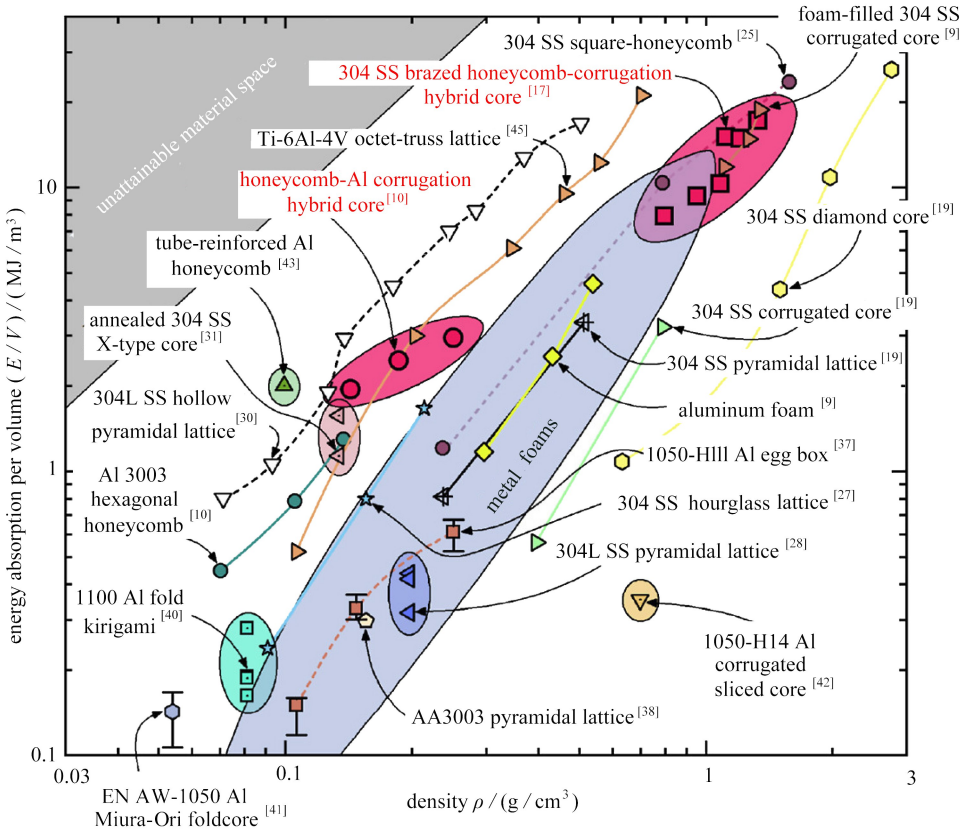 foam-filled 304 SS
corrugated core [9]
304 SS square-honeycomb [25]
304 SS brazed honeycomb-corrugation
hybrid core [17]
unattainable material space
Ti-6Al-4V octet-truss lattice [45]
honeycomb-Al corrugation
hybrid core [10]
tube-reinforced Al
honeycomb [43]
304 SS diamond core [19]
annealed 304 SS
X-type core [31]
304 SS corrugated core [19]
304 SS pyramidal lattice [19]
304L SS hollow
pyramidal lattice [30]
aluminum foam [9]
1050-Hlll Al egg box [37]
metal foams
Al 3003
hexagonal
honeycomb [10]
304 SS hourglass lattice [27]
304L SS pyramidal lattice [28]
1100 Al fold
kirigami [40]
1050-H14 Al
corrugated
sliced core [42]
AA3003 pyramidal lattice [38]
EN AW-1050 Al
Miura-Ori foldcore [41]
energy absorption per volume ( E / V ) / ( MJ / m3 )
10
1
0.1
0.03
0.1
1
3
density ρ / (g / cm3)